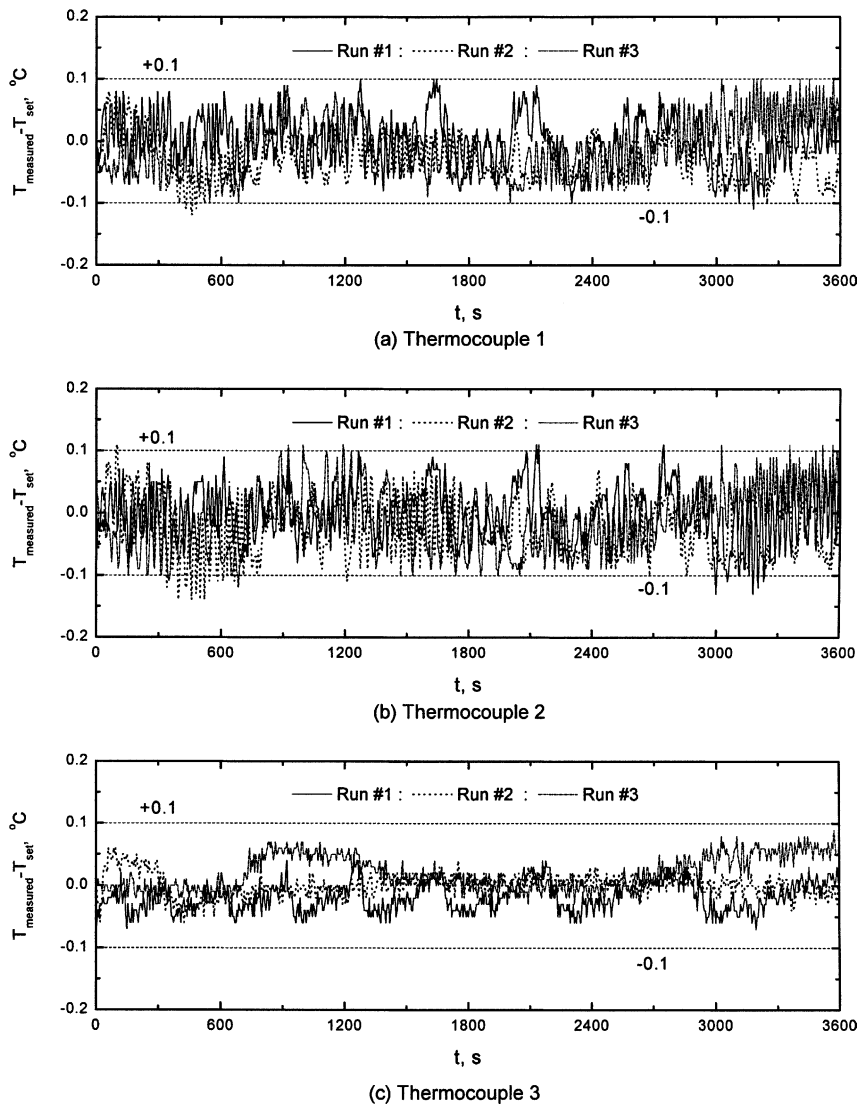 0.2
Run #1 : Run #2 : Run #3
+0.1
0.1
T measured-T set, °C
0.0
-0.1
-0.1
-0.2
0 600 1200 1800 2400 3000 3600
t, s
(a) Thermocouple 1
0.2
Run #1 : Run #2 : Run #3
+0.1
0.1
T measured-T set, °C
0.0
-0.1
-0.1
-0.2
0 600 1200 1800 2400 3000 3600
t, s
(b) Thermocouple 2
0.2
Run #1 : Run #2 : Run #3
+0.1
0.1
T measured-T set, °C
0.0
-0.1
-0.1
-0.2
0 600 1200 1800 2400 3000 3600
t, s
(c) Thermocouple 3